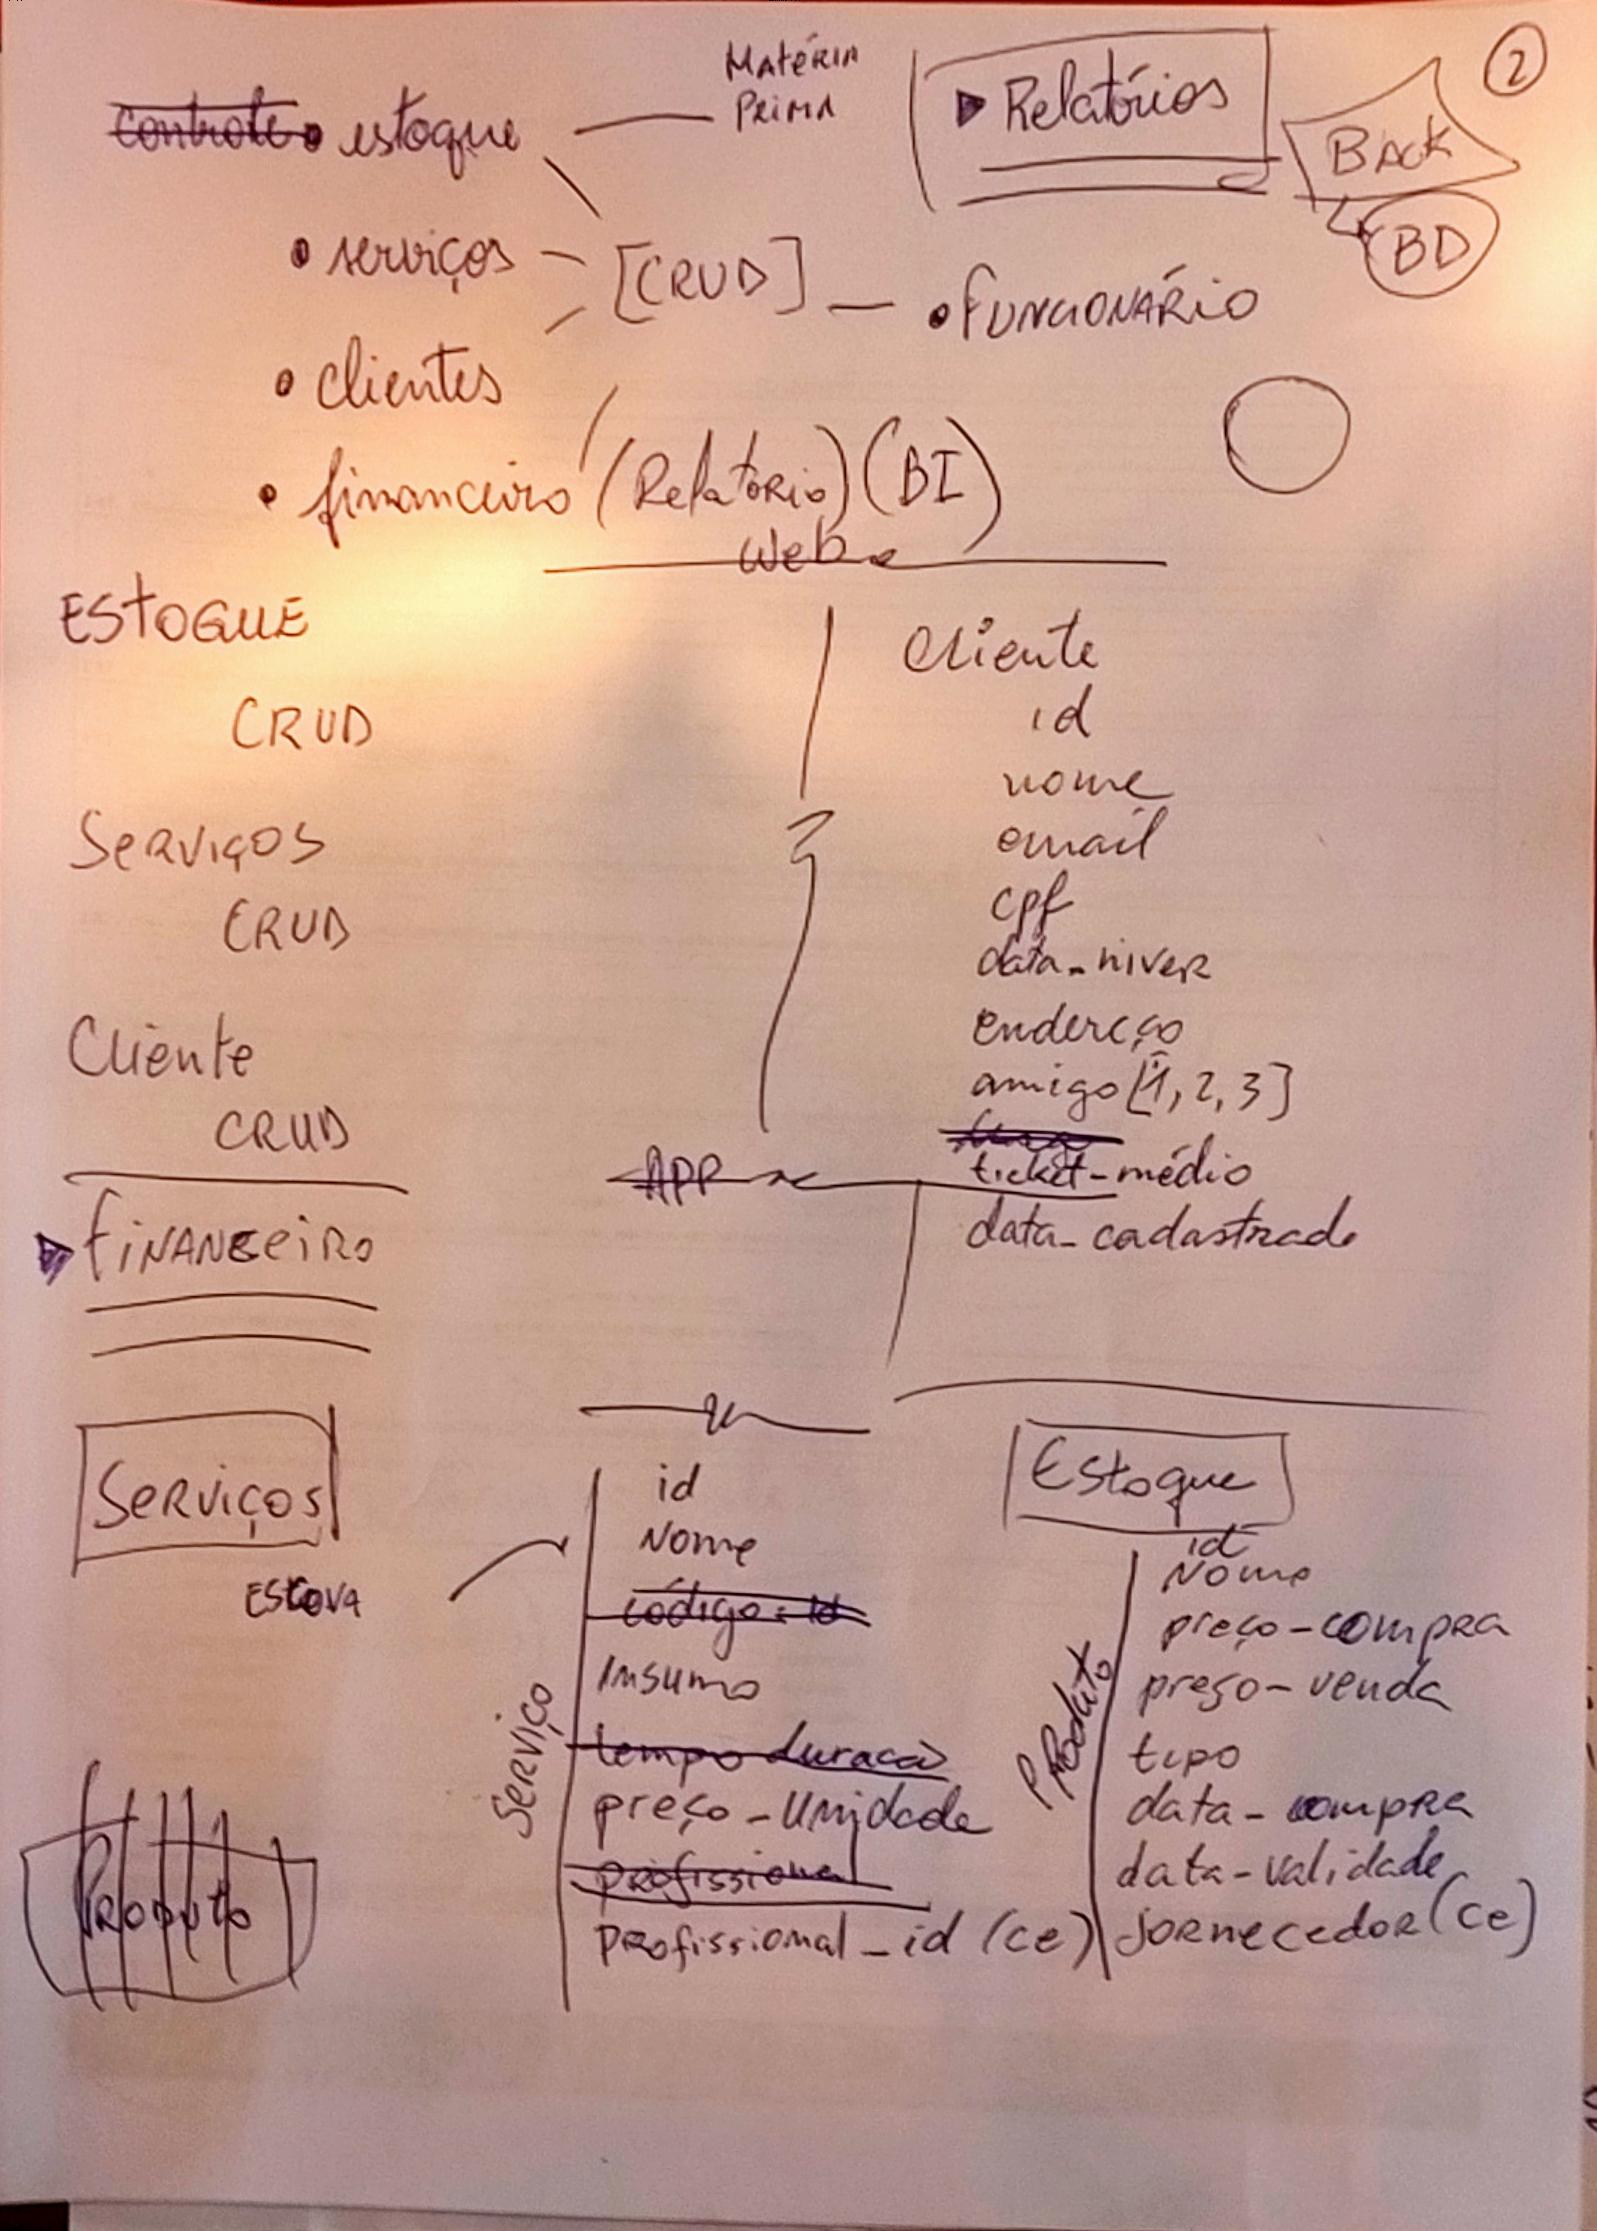 ②
Matéria
Prima
▶ Relatórios
BACK
BD
controle • estoque
• serviços
[CRUD]
• Funcionário
• clientes
• financeiro (Relatório) (BI)
Web
ESTOQUE
CRUD
Serviços
CRUD
Cliente
CRUD
▶ Financeiro
Cliente
id
nome
email
cpf
data_niver
endereço
amigo [1, 2, 3]
ticket-médio
data_cadastrado
APP
Serviços
ESCOVA
Produto
Serviço
id
Nome
código-id
Insumo
tempo duração
preço_unidade
profissional
profissional_id (ce)
Estoque
Produto
id
Nome
preço-compra
preço-venda
tipo
data-compra
data-validade
fornecedor (ce)